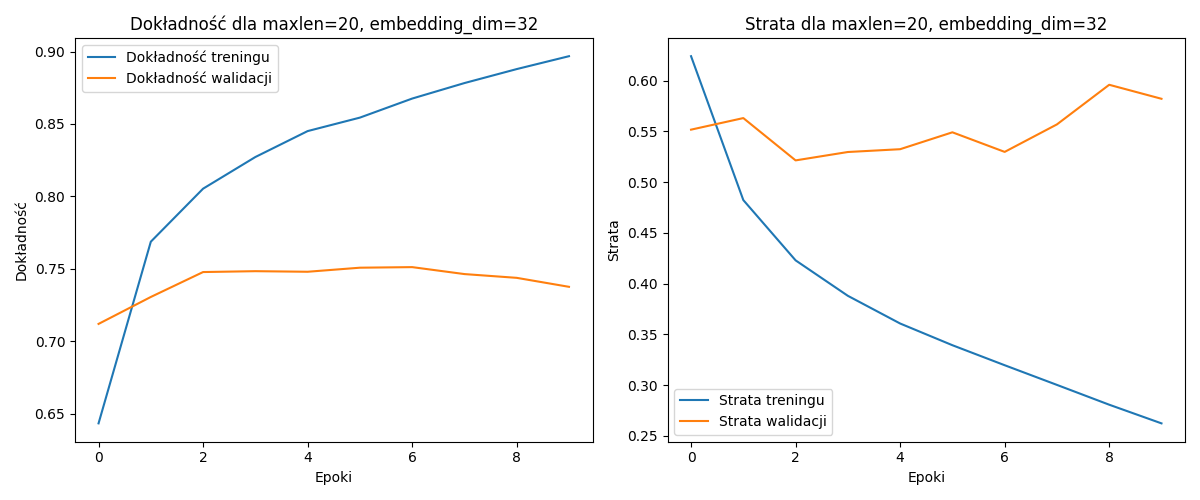 Dokładność dla maxlen=20, embedding_dim=32
Dokładność treningu
Dokładność walidacji
0.90
0.85
0.80
0.75
0.70
0.65
Dokładność
0 2 4 6 8
Epoki
Strata dla maxlen=20, embedding_dim=32
0.60
0.55
0.50
0.45
0.40
0.35
0.30
0.25
Strata
Strata treningu
Strata walidacji
0 2 4 6 8
Epoki